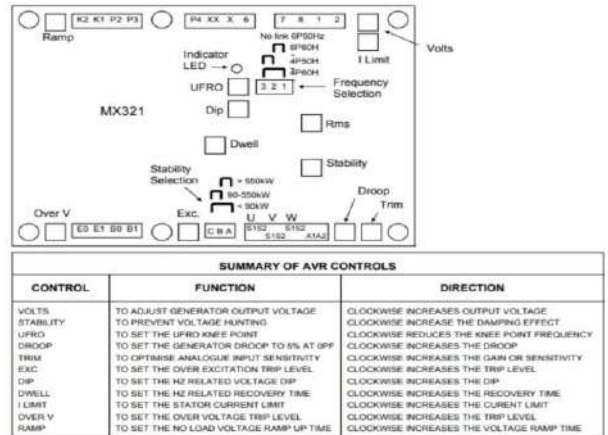 K2 K1 P2 P3
P4 XX X 6
7 8 1 2
Ramp
No link 6P50Hz
6P60H
4P50H
4P60H
Volts
I Limit
Indicator
LED
UFRO
3 2 1
Frequency
Selection
Dip
MX321
Rms
Dwell
Stability
Stability
Selection
> 550kW
90-550kW
< 90kW
Droop
Trim
Over V
Exc.
U V W
E0 E1 B0 B1
C B A
S1S2 S1S2
S1S2 A1A2
SUMMARY OF AVR CONTROLS
CONTROL FUNCTION DIRECTION
VOLTS TO ADJUST GENERATOR OUTPUT VOLTAGE CLOCKWISE INCREASES OUTPUT VOLTAGE
STABILITY TO PREVENT VOLTAGE HUNTING CLOCKWISE INCREASE THE DAMPING EFFECT
UFRO TO SET THE UFRO KNEE POINT CLOCKWISE REDUCES THE KNEE POINT FREQUENCY
DROOP TO SET THE GENERATOR DROOP TO 5% AT 0PF CLOCKWISE INCREASES THE DROOP
TRIM TO OPTIMISE ANALOGUE INPUT SENSITIVITY CLOCKWISE INCREASES THE GAIN OR SENSITIVITY
EXC TO SET THE OVER EXCITATION TRIP LEVEL CLOCKWISE INCREASES THE TRIP LEVEL
DIP TO SET THE HZ RELATED VOLTAGE DIP CLOCKWISE INCREASES THE DIP
DWELL TO SET THE HZ RELATED RECOVERY TIME CLOCKWISE INCREASES THE RECOVERY TIME
I LIMIT TO SET THE STATOR CURRENT LIMIT CLOCKWISE INCREASES THE CURENT LIMIT
OVER V TO SET THE OVER VOLTAGE TRIP LEVEL CLOCKWISE INCREASES THE TRIP LEVEL
RAMP TO SET THE NO LOAD VOLTAGE RAMP UP TIME CLOCKWISE INCREASES THE VOLTAGE RAMP TIME